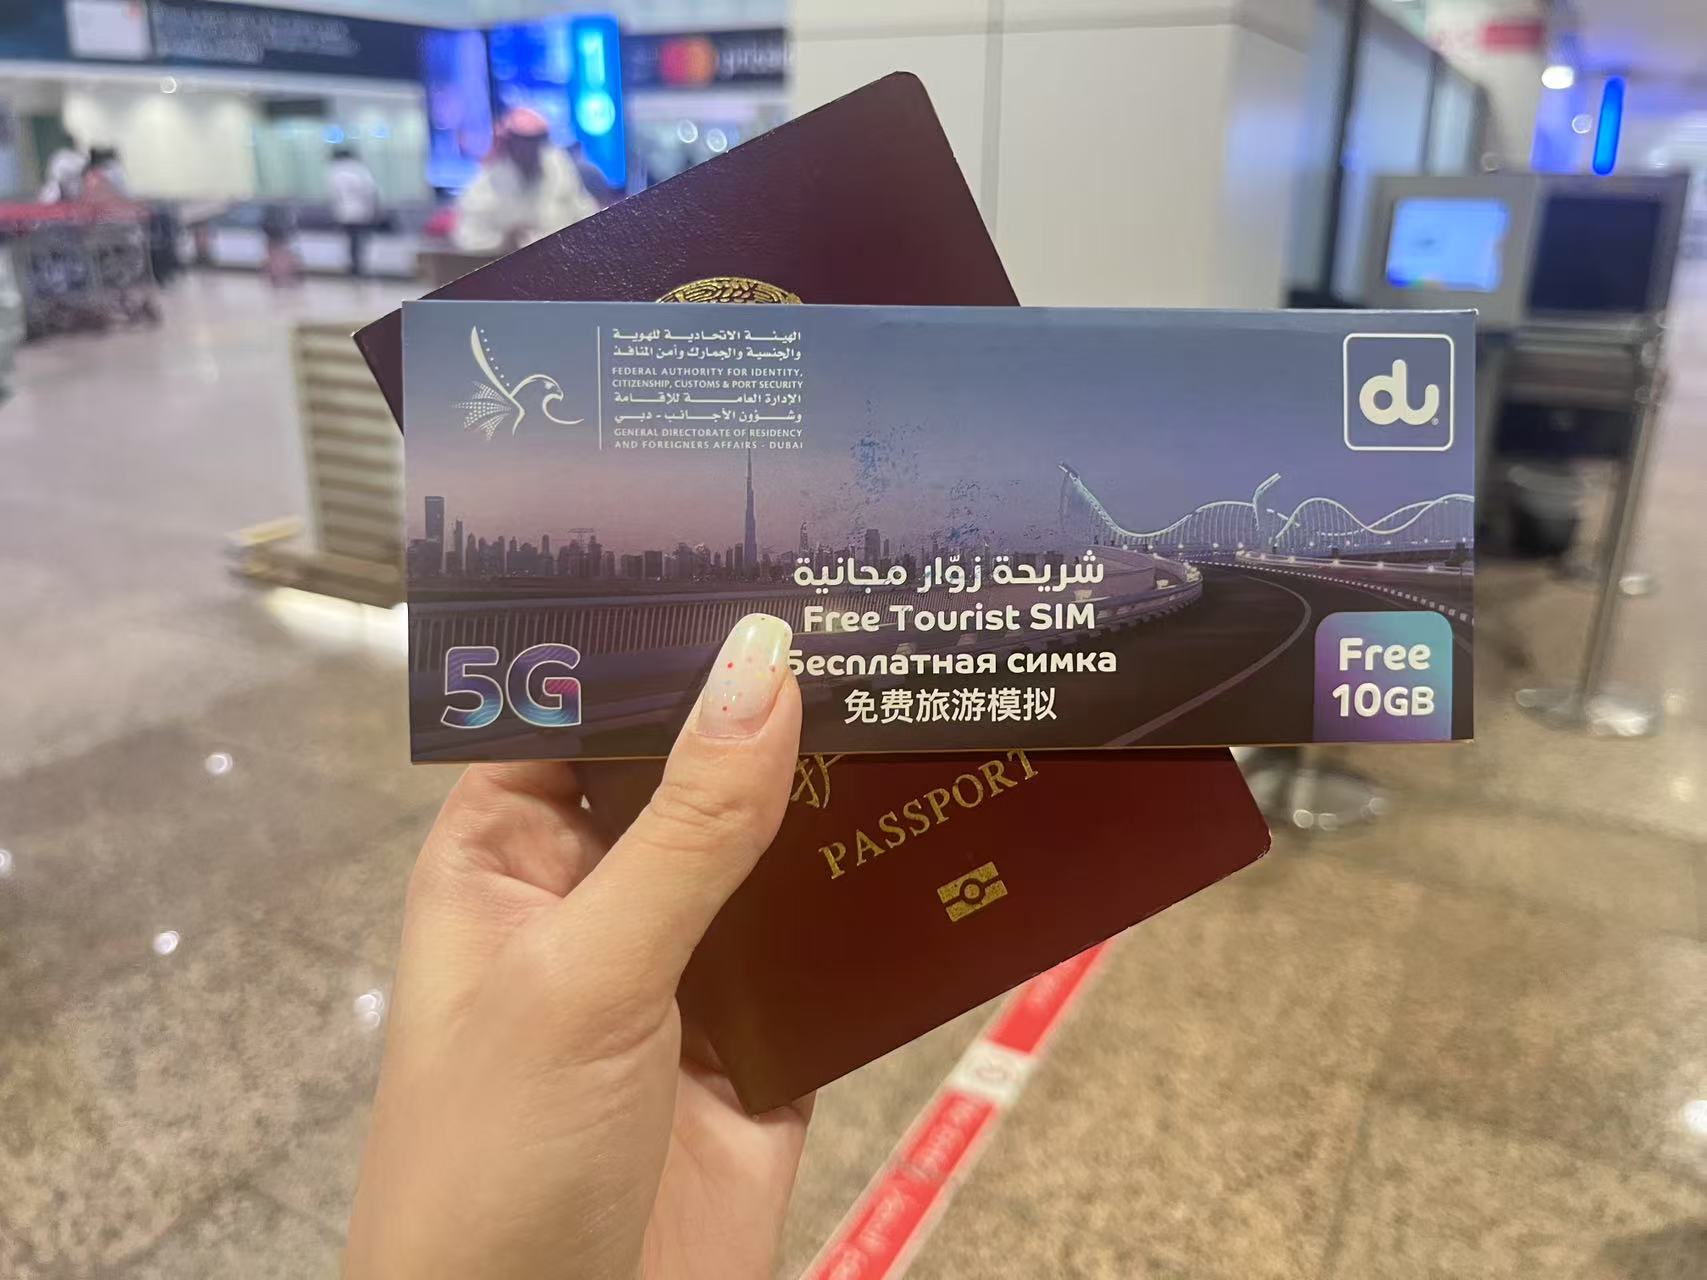 الهيئة الاتحادية للهوية
والجنسية والجمارك وأمن المنافذ
FEDERAL AUTHORITY FOR IDENTITY,
CITIZENSHIP, CUSTOMS & PORT SECURITY
الإدارة العامة للإقامة
وشؤون الأجانب - دبي
GENERAL DIRECTORATE OF RESIDENCY
AND FOREIGNERS AFFAIRS - DUBAI
du
شريحة زوّار مجانية
Free Tourist SIM
Бесплатная симка
免费旅游模拟
5G
Free
10GB
护
PASSPORT